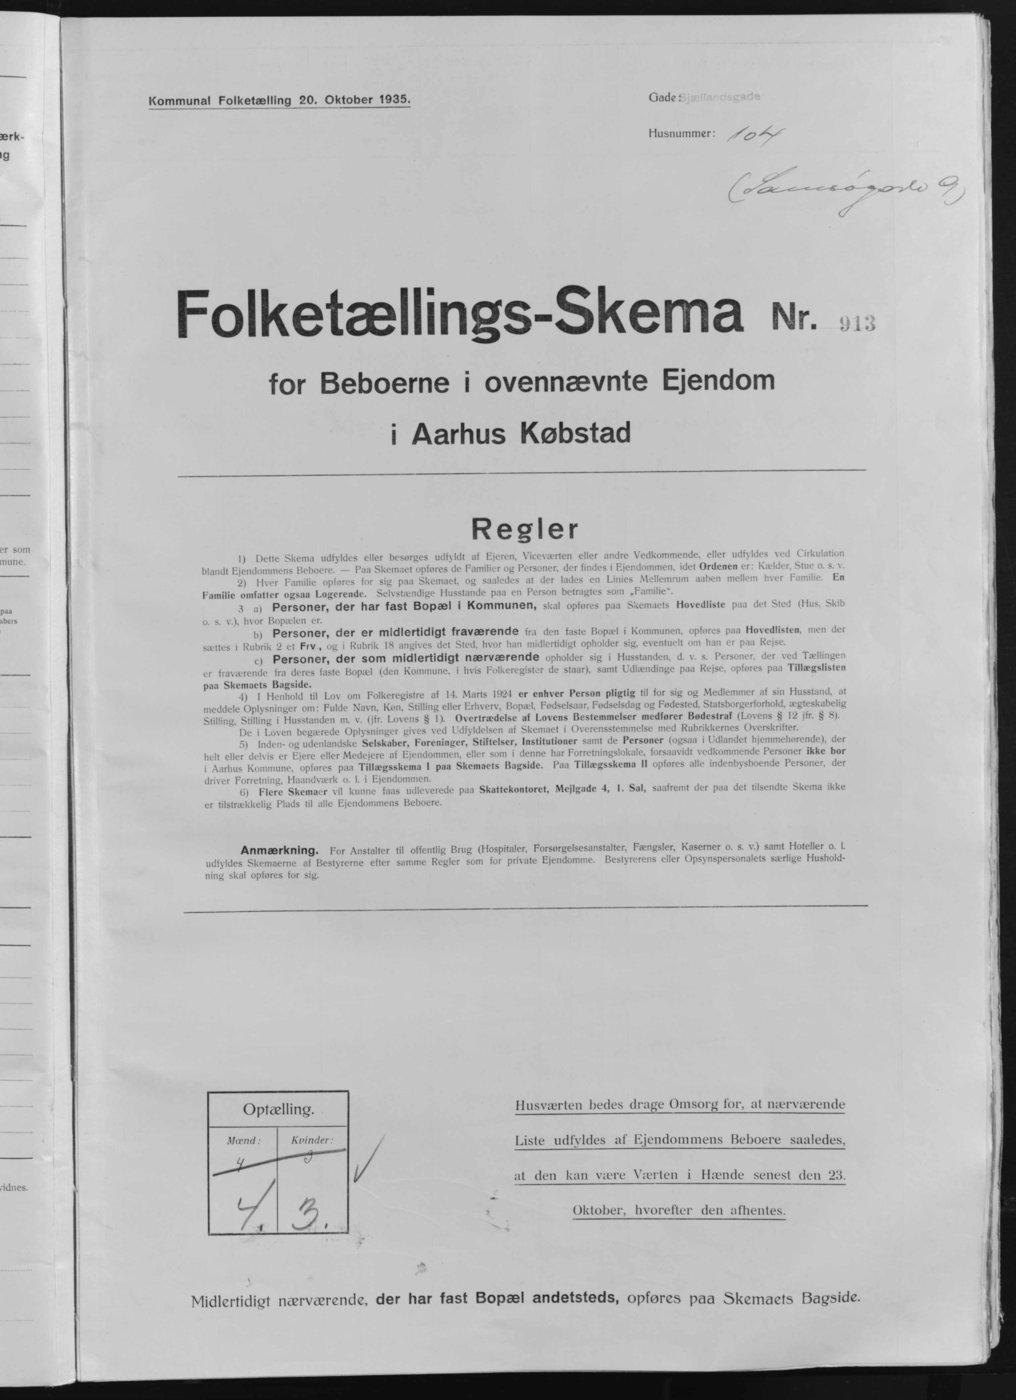 Kommunal Folketælling 20. Oktober 1935.
Gade: Sjællandsgade
Husnummer: 104
(Samsøgade 9)
Folketællings-Skema Nr. 913
for Beboerne i ovennævnte Ejendom
i Aarhus Købstad
Regler
1) Dette Skema udfyldes eller besørges udfyldt af Ejeren, Viceværten eller andre Vedkommende, eller udfyldes ved Cirkulation
blandt Ejendommens Beboere. — Paa Skemaet opføres de Familier og Personer, der findes i Ejendommen, idet Ordenen er: Kælder, Stue o. s. v.
2) Hver Familie opføres for sig paa Skemaet, og saaledes at der lades en Linies Mellemrum aaben mellem hver Familie. En
Familie omfatter ogsaa Logerende. Selvstændige Husstande paa en Person betragtes som „Familie".
3 a) Personer, der har fast Bopæl i Kommunen, skal opføres paa Skemaets Hovedliste paa det Sted (Hus, Skib
o. s. v.), hvor Bopælen er.
b) Personer, der er midlertidigt fraværende fra den faste Bopæl i Kommunen, opføres paa Hovedlisten, men der
sættes i Rubrik 2 et Frv., og i Rubrik 18 angives det Sted, hvor han midlertidigt opholder sig, eventuelt om han er paa Rejse.
c) Personer, der som midlertidigt nærværende opholder sig i Husstanden, d. v. s. Personer, der ved Tællingen
er fraværende fra deres faste Bopæl (den Kommune, i hvis Folkeregister de staar), samt Udlændinge paa Rejse, opføres paa Tillægslisten
paa Skemaets Bagside.
4) I Henhold til Lov om Folkeregistre af 14. Marts 1924 er enhver Person pligtig til for sig og Medlemmer af sin Husstand, at
meddele Oplysninger om: Fulde Navn, Køn, Stilling eller Erhverv, Bopæl, Fødselsaar, Fødselsdag og Fødested, Statsborgerforhold, ægteskabelig
Stilling, Stilling i Husstanden m. v. (jfr. Lovens § 1). Overtrædelse af Lovens Bestemmelser medfører Bødestraf (Lovens § 12 jfr. § 8).
De i Loven begærede Oplysninger gives ved Udfyldelsen af Skemaet i Overensstemmelse med Rubrikkernes Overskrifter.
5) Inden- og udenlandske Selskaber, Foreninger, Stiftelser, Institutioner samt de Personer (ogsaa i Udlandet hjemmehørende), der
helt eller delvis er Ejere eller Medejere af Ejendommen, eller som i denne har Forretningslokale, forsaavidt vedkommende Personer ikke bor
i Aarhus Kommune, opføres paa Tillægsskema I paa Skemaets Bagside. Paa Tillægsskema II opføres alle indenbysboende Personer, der
driver Forretning, Haandværk o. l. i Ejendommen.
6) Flere Skemaer vil kunne faas udleverede paa Skattekontoret, Mejlgade 4, 1. Sal, saafremt der paa det tilsendte Skema ikke
er tilstrækkelig Plads til alle Ejendommens Beboere.
Anmærkning. For Anstalter til offentlig Brug (Hospitaler, Forsørgelsesanstalter, Fængsler, Kaserner o. s. v.) samt Hoteller o. l.
udfyldes Skemaerne af Bestyrerne efter samme Regler som for private Ejendomme. Bestyrerens eller Opsynspersonalets særlige Hushold-
ning skal opføres for sig.
Optælling.
Mænd: Kvinder:
4 3
4. 3.
Husværten bedes drage Omsorg for, at nærværende
Liste udfyldes af Ejendommens Beboere saaledes,
at den kan være Værten i Hænde senest den 23.
Oktober, hvorefter den afhentes.
Midlertidigt nærværende, der har fast Bopæl andetsteds, opføres paa Skemaets Bagside.